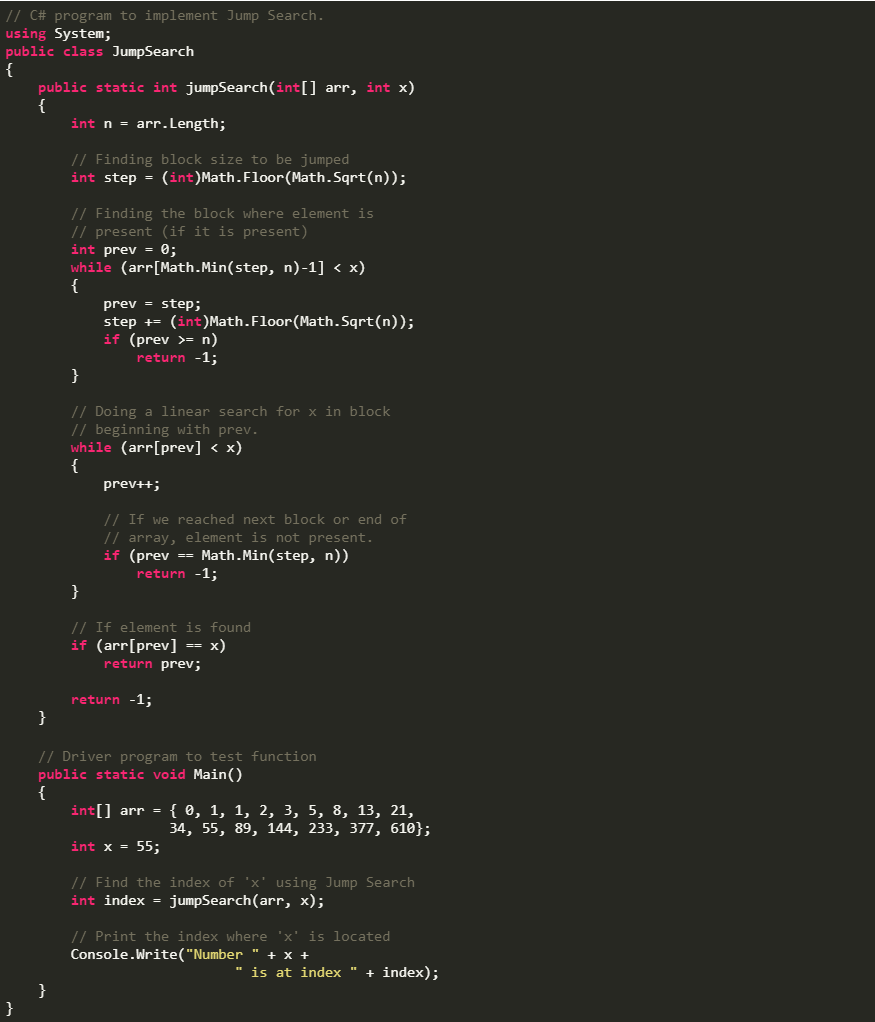 // C# program to implement Jump Search.
using System;
public class JumpSearch
{
    public static int jumpSearch(int[] arr, int x)
    {
        int n = arr.Length;

        // Finding block size to be jumped
        int step = (int)Math.Floor(Math.Sqrt(n));

        // Finding the block where element is
        // present (if it is present)
        int prev = 0;
        while (arr[Math.Min(step, n)-1] < x)
        {
            prev = step;
            step += (int)Math.Floor(Math.Sqrt(n));
            if (prev >= n)
                return -1;
        }

        // Doing a linear search for x in block
        // beginning with prev.
        while (arr[prev] < x)
        {
            prev++;

            // If we reached next block or end of
            // array, element is not present.
            if (prev == Math.Min(step, n))
                return -1;
        }

        // If element is found
        if (arr[prev] == x)
            return prev;

        return -1;
    }

    // Driver program to test function
    public static void Main()
    {
        int[] arr = { 0, 1, 1, 2, 3, 5, 8, 13, 21,
                    34, 55, 89, 144, 233, 377, 610};
        int x = 55;

        // Find the index of 'x' using Jump Search
        int index = jumpSearch(arr, x);

        // Print the index where 'x' is located
        Console.Write("Number " + x +
                            " is at index " + index);
    }
}